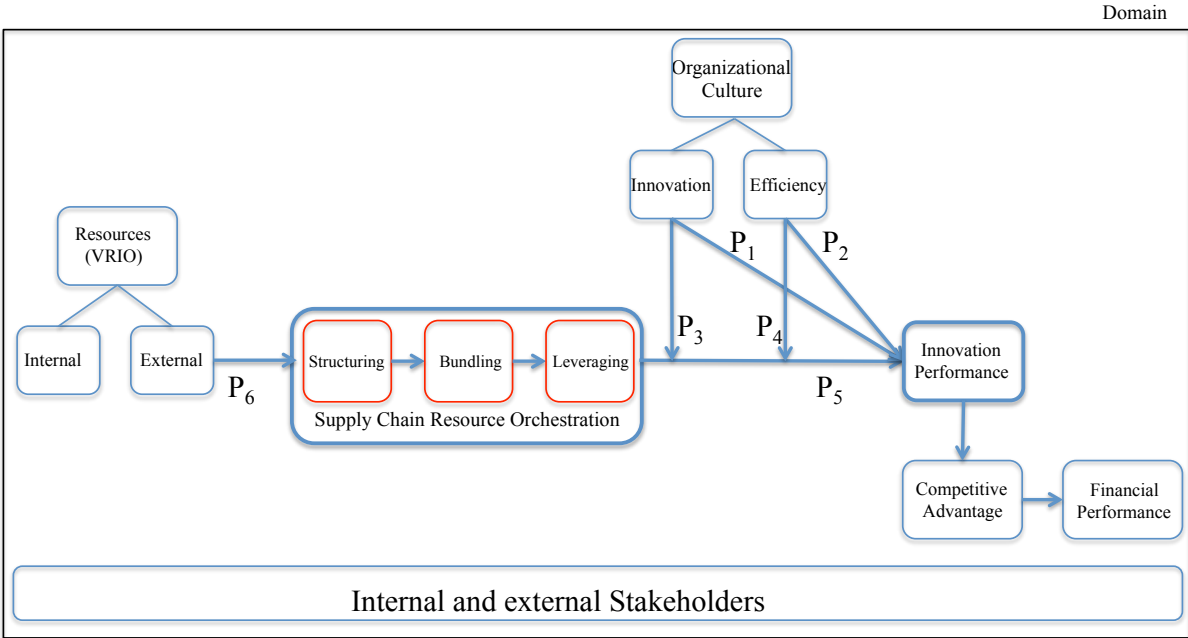 Domain
Organizational
Culture
Innovation
Efficiency
P1
P2
Resources
(VRIO)
P3
P4
Internal
External
Structuring
Bundling
Leveraging
Innovation
Performance
P6
P5
Supply Chain Resource Orchestration
Competitive
Advantage
Financial
Performance
Internal and external Stakeholders